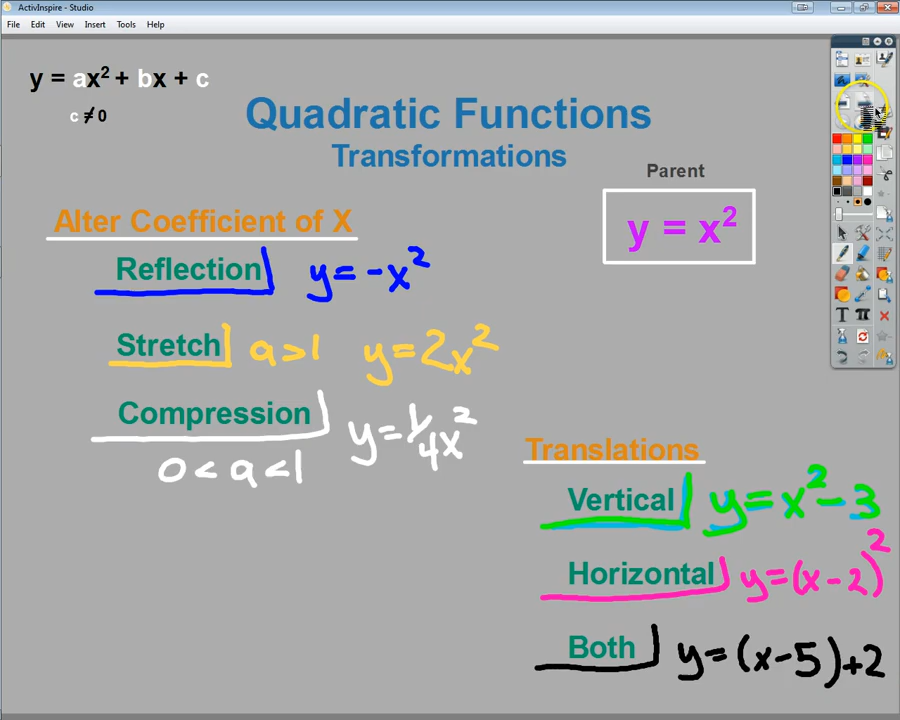 ActivInspire - Studio
File Edit View Insert Tools Help
y = ax² + bx + c
c ≠ 0
Quadratic Functions
Transformations
Parent
y = x²
Alter Coefficient of X
Reflection y = -x²
Stretch a > 1 y = 2x²
Compression y = 1/4x²
0 < a < 1
Translations
Vertical y = x² - 3
Horizontal y = (x - 2)²
Both y = (x - 5) + 2